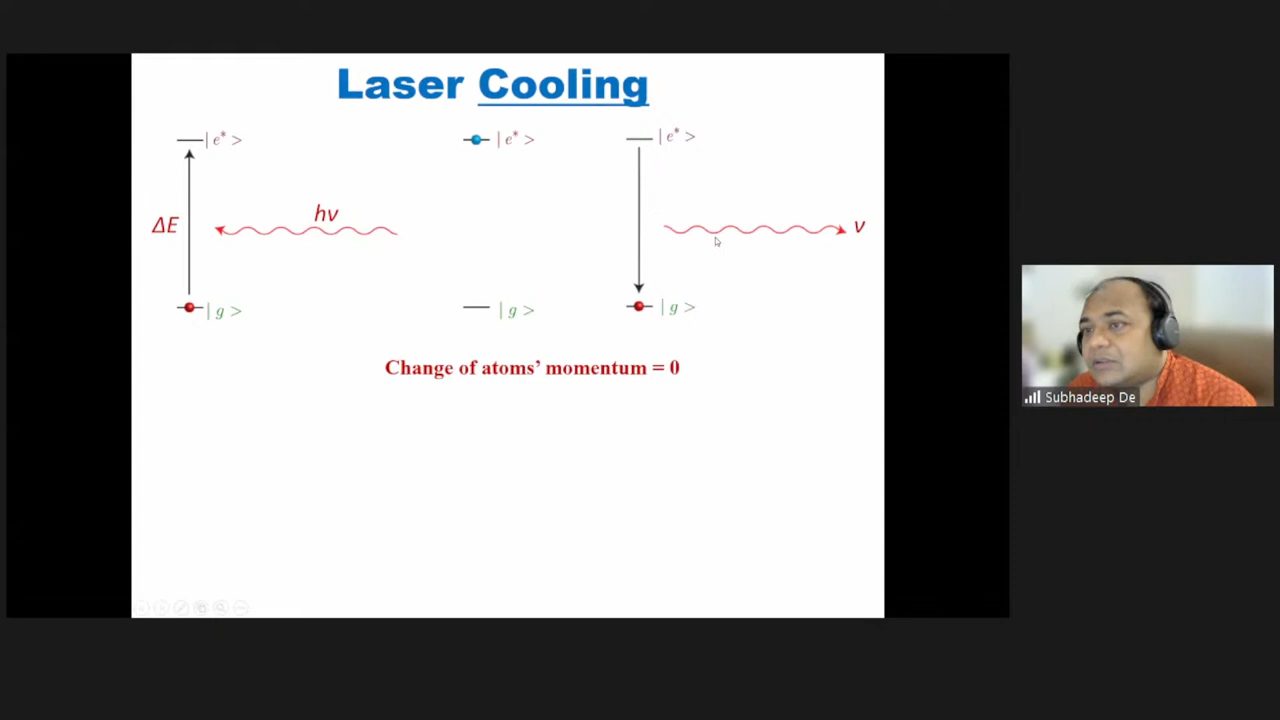 Laser Cooling
| e* >
| e* >
| e* >
hν
ΔE
ν
| g >
| g >
| g >
Change of atoms’ momentum = 0
Subhadeep De